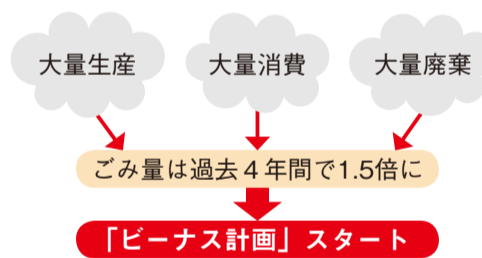 大量生産
大量消費
大量廃棄
ごみ量は過去4年間で1.5倍に
「ビーナス計画」スタート